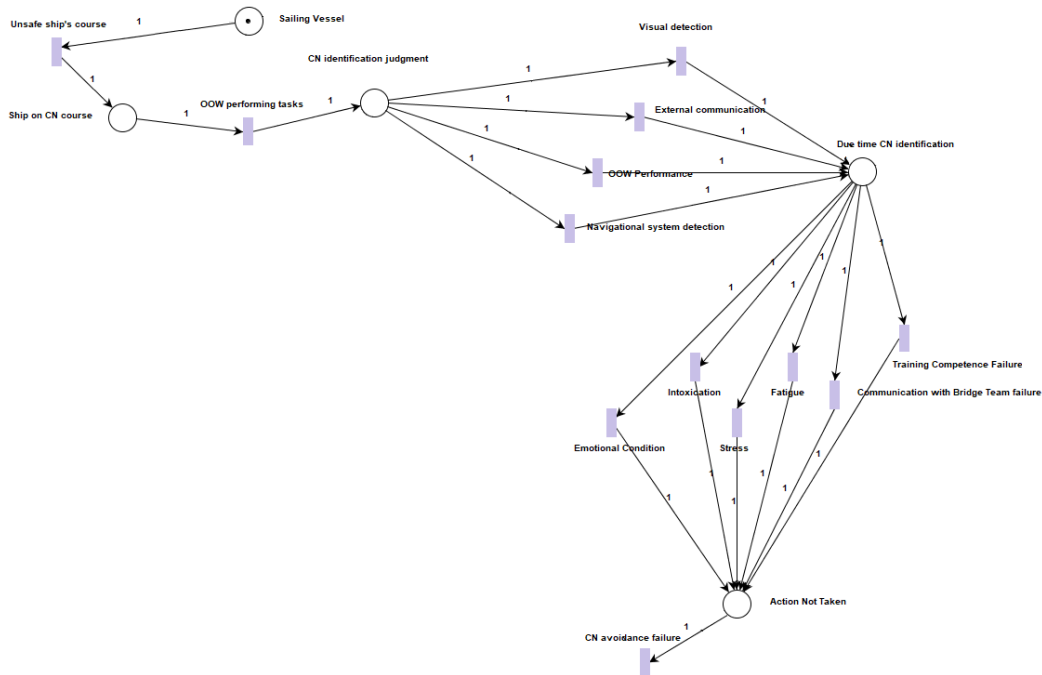 Sailing Vessel
Unsafe ship's course
1
Visual detection
CN identification judgment
1
1
1
1
OOW performing tasks
1
1
External communication
Ship on CN course
1
1
1
1
Due time CN identification
1
1
OOW Performance
1
Navigational system detection
1
1
1
1
1
1
Training Competence Failure
Intoxication
Fatigue
Communication with Bridge Team failure
Emotional Condition
Stress
1
1
1
1
1
1
Action Not Taken
1
CN avoidance failure